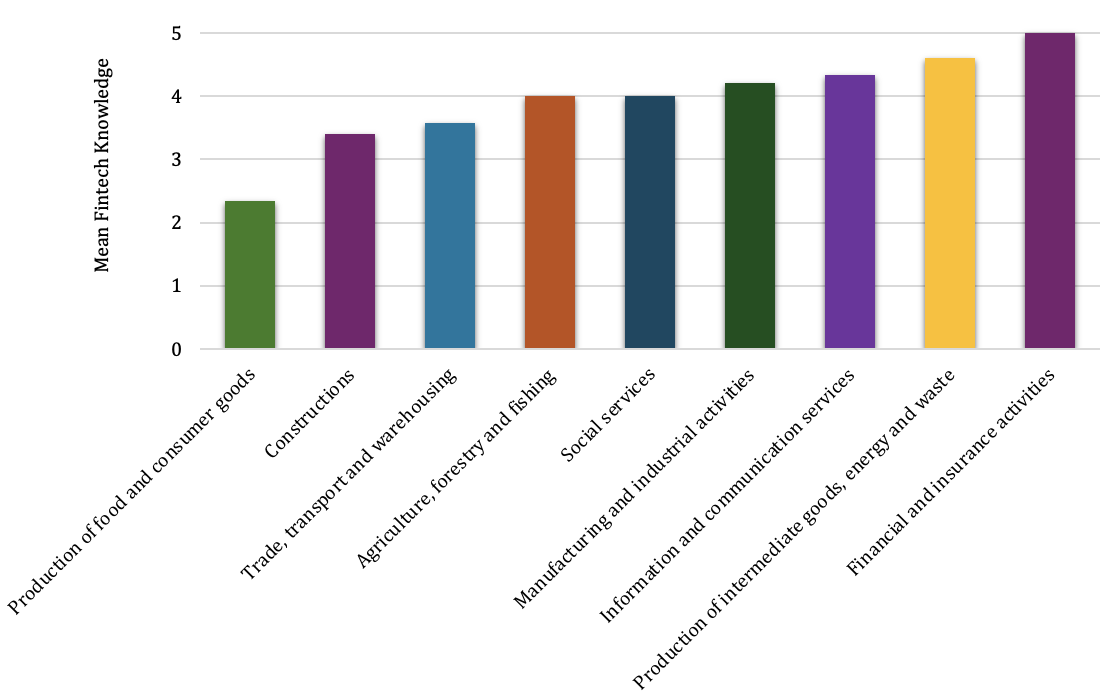 Mean Fintech Knowledge
5
4
3
2
1
0
Production of food and consumer goods
Constructions
Trade, transport and warehousing
Agriculture, forestry and fishing
Social services
Manufacturing and industrial activities
Information and communication services
Production of intermediate goods, energy and waste
Financial and insurance activities